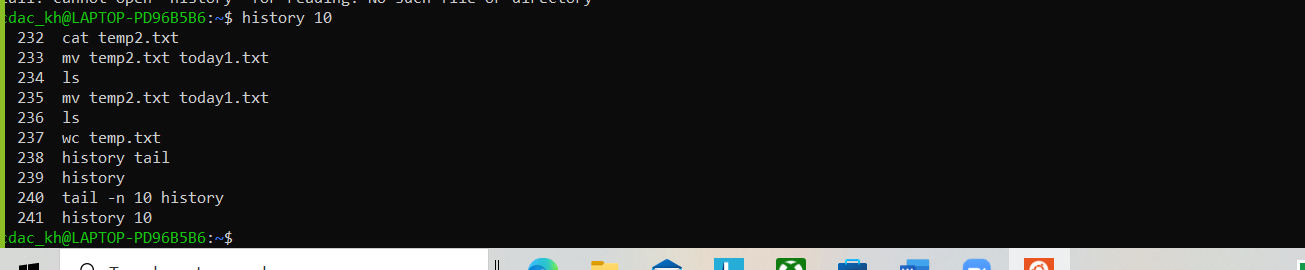 tail: cannot open 'history' for reading: No such file or directory
cdac_kh@LAPTOP-PD96B5B6:~$ history 10
232 cat temp2.txt
233 mv temp2.txt today1.txt
234 ls
235 mv temp2.txt today1.txt
236 ls
237 wc temp.txt
238 history tail
239 history
240 tail -n 10 history
241 history 10
cdac_kh@LAPTOP-PD96B5B6:~$